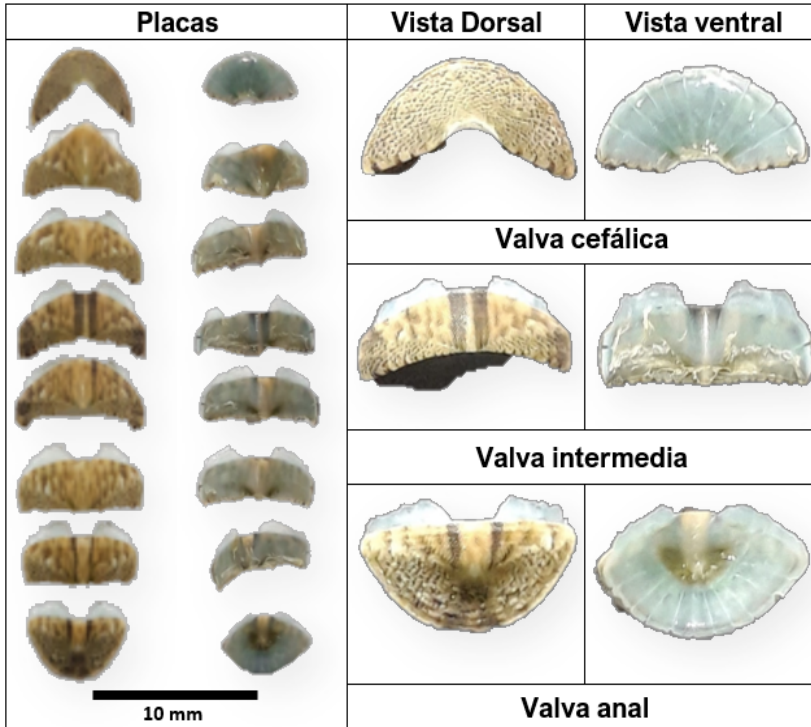 Placas
Vista Dorsal
Vista ventral
Valva cefálica
Valva intermedia
Valva anal
10 mm